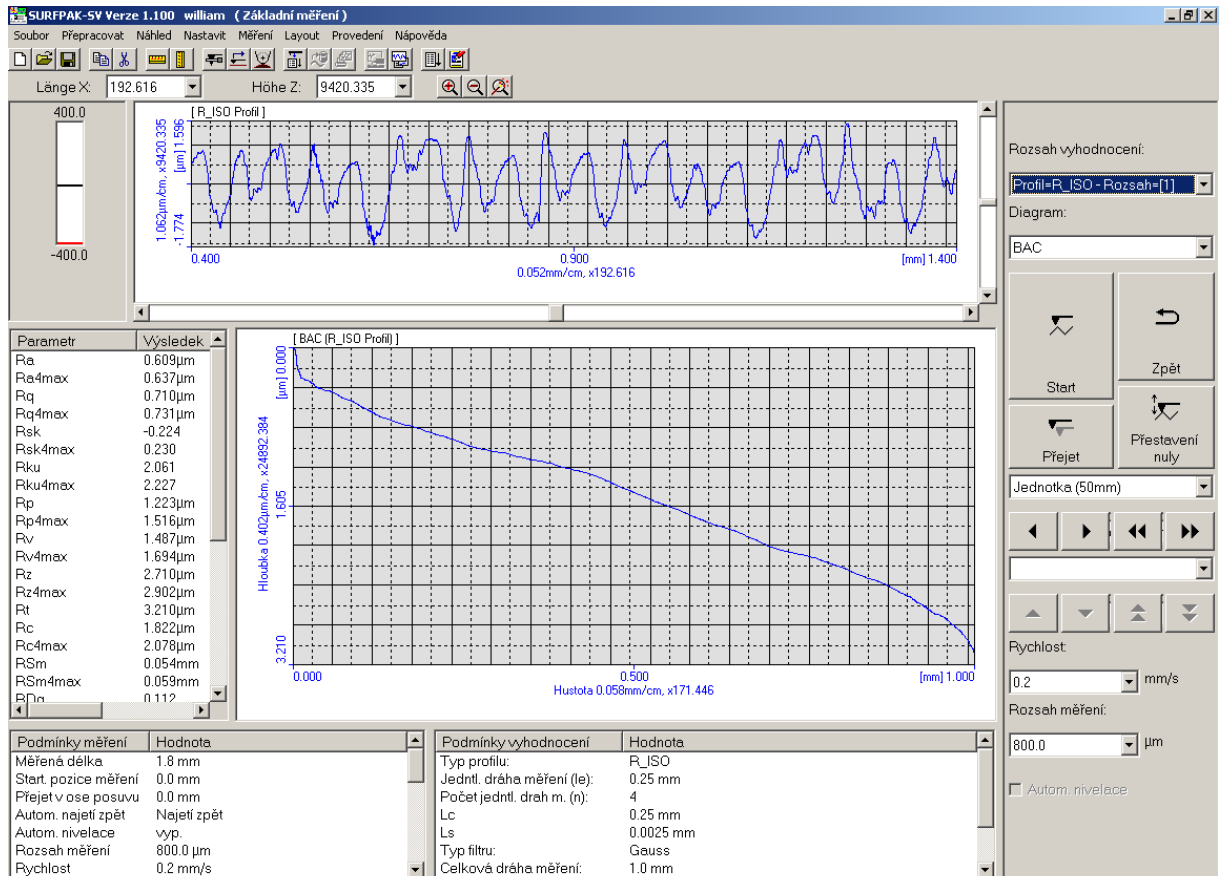 SURFPAK-SV Verze 1.100 william ( Základní měření )
Soubor Přepracovat Náhled Nastavit Měření Layout Provedení Nápověda
Länge X: 192.616 Höhe Z: 9420.335
400.0
-400.0
[ R_ISO Profil ]
1.062µm/cm, x9420.335
-1.774 [µm] 1.596
0.400 0.900 [mm] 1.400
0.052mm/cm, x192.616
Rozsah vyhodnocení:
Profil=R_ISO - Rozsah=[1]
Diagram:
BAC
Start
Zpět
Přejet
Přestavení
nuly
Jednotka (50mm)
Rychlost:
0.2 mm/s
Rozsah měření:
800.0 µm
Autom. nivelace
Parametr Výsledek
Ra 0.609µm
Ra4max 0.637µm
Rq 0.710µm
Rq4max 0.731µm
Rsk -0.224
Rsk4max 0.230
Rku 2.061
Rku4max 2.227
Rp 1.223µm
Rp4max 1.516µm
Rv 1.487µm
Rv4max 1.694µm
Rz 2.710µm
Rz4max 2.902µm
Rt 3.210µm
Rc 1.822µm
Rc4max 2.078µm
RSm 0.054mm
RSm4max 0.059mm
RDq 0.112
[ BAC (R_ISO Profil) ]
Hloubka 0.402µm/cm, x24892.384
3.210 1.605 [µm] 0.000
0.000 0.500 [mm] 1.000
Hustota 0.058mm/cm, x171.446
Podmínky měření Hodnota
Měřená délka 1.8 mm
Start. pozice měření 0.0 mm
Přejet v ose posuvu 0.0 mm
Autom. najetí zpět Najetí zpět
Autom. nivelace vyp.
Rozsah měření 800.0 µm
Rychlost 0.2 mm/s
Podmínky vyhodnocení Hodnota
Typ profilu: R_ISO
Jedntl. dráha měření (le): 0.25 mm
Počet jedntl. drah m. (n): 4
Lc 0.25 mm
Ls 0.0025 mm
Typ filtru: Gauss
Celková dráha měření: 1.0 mm